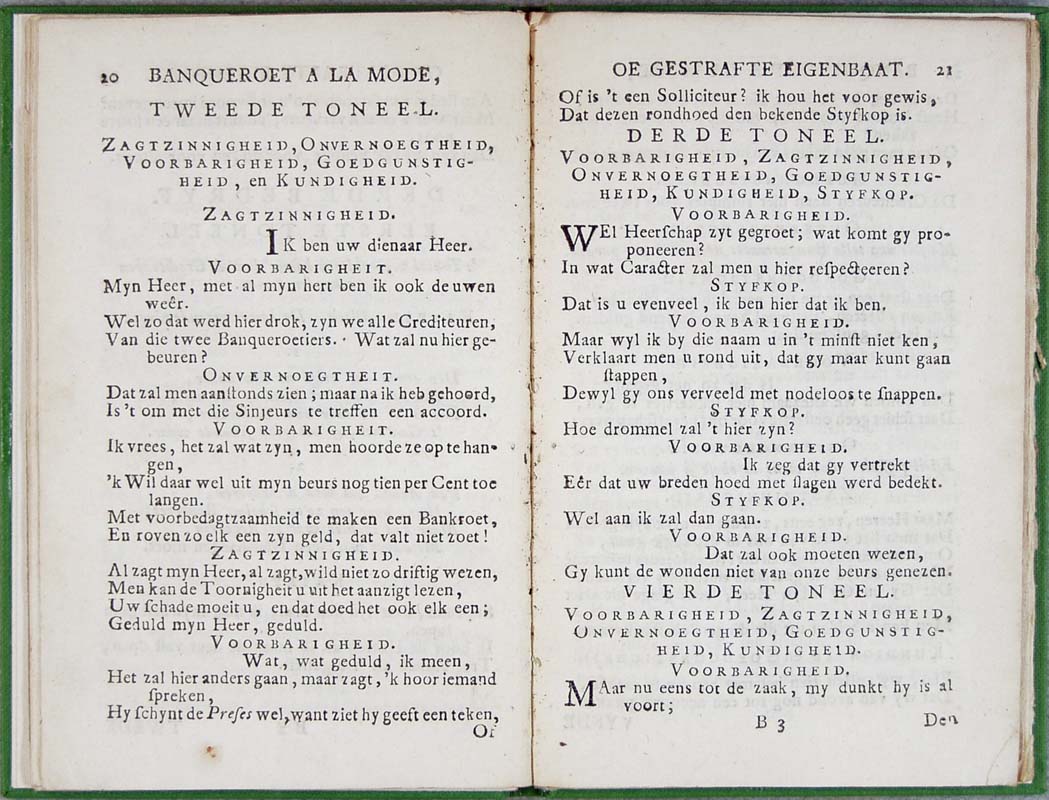 20 BANQUEROET A LA MODE,
TWEEDE TONEEL.
ZAGTZINNIGHEID, ONVERNOEGTHEID,
VOORBARIGHEID, GOEDGUNSTIG-
HEID, en KUNDIGHEID.
ZAGTZINNIGHEID.
IK ben uw dienaar Heer.
VOORBARIGHEIT.
Myn Heer, met al myn hert ben ik ook de uwen
weêr.
Wel zo dat werd hier drok, zyn we alle Crediteuren,
Van die twee Banqueroetiers. Wat zal nu hier ge-
beuren?
ONVERNOEGTHEIT.
Dat zal men aanſtonds zien; maar na ik heb gehoord,
Is 't om met die Sinjeurs te treffen een accoord.
VOORBARIGHEIT.
Ik vrees, het zal wat zyn, men hoorde ze op te han-
gen,
'k Wil daar wel uit myn beurs nog tien per Cent toe
langen.
Met voorbedagtzaamheid te maken een Bankroet,
En roven zo elk een zyn geld, dat valt niet zoet!
ZAGTZINNIGHEID.
Al zagt myn Heer, al zagt, wild niet zo driftig wezen,
Men kan de Toornigheit u uit het aanzigt lezen,
Uw ſchade moeit u, en dat doed het ook elk een;
Geduld myn Heer, geduld.
VOORBARIGHEID.
Wat, wat geduld, ik meen,
Het zal hier anders gaan, maar zagt, 'k hoor iemand
ſpreken,
Hy ſchynt de Preſes wel, want ziet hy geeft een teken,
Of
OF GESTRAFTE EIGENBAAT. 21
Of is 't een Solliciteur? ik hou het voor gewis,
Dat dezen rondhoed den bekende Styfkop is.
DERDE TONEEL.
VOORBARIGHEID, ZAGTZINNIGHEID,
ONVERNOEGTHEID, GOEDGUNSTIG-
HEID, KUNDIGHEID, STYFKOP.
VOORBARIGHEID.
WEl Heerſchap zyt gegroet; wat komt gy pro-
poneeren?
In wat Caracter zal men u hier reſpecteeren?
STYFKOP.
Dat is u evenveel, ik ben hier dat ik ben.
VOORBARIGHEID.
Maar wyl ik by die naam u in 't minſt niet ken,
Verklaart men u rond uit, dat gy maar kunt gaan
ſtappen,
Dewyl gy ons verveeld met nodeloos te ſnappen.
STYFKOP.
Hoe drommel zal 't hier zyn?
VOORBARIGHEID.
Ik zeg dat gy vertrekt
Eêr dat uw breden hoed met ſlagen werd bedekt.
STYFKOP.
Wel aan ik zal dan gaan.
VOORBARIGHEID.
Dat zal ook moeten wezen,
Gy kunt de wonden niet van onze beurs genezen.
VIERDE TONEEL.
VOORBARIGHEID, ZAGTZINNIGHEID,
ONVERNOEGTHEID, GOEDGUNSTIG-
HEID, KUNDIGHEID.
VOORBARIGHEID.
MAar nu eens tot de zaak, my dunkt hy is al
voort;
B 3 Den